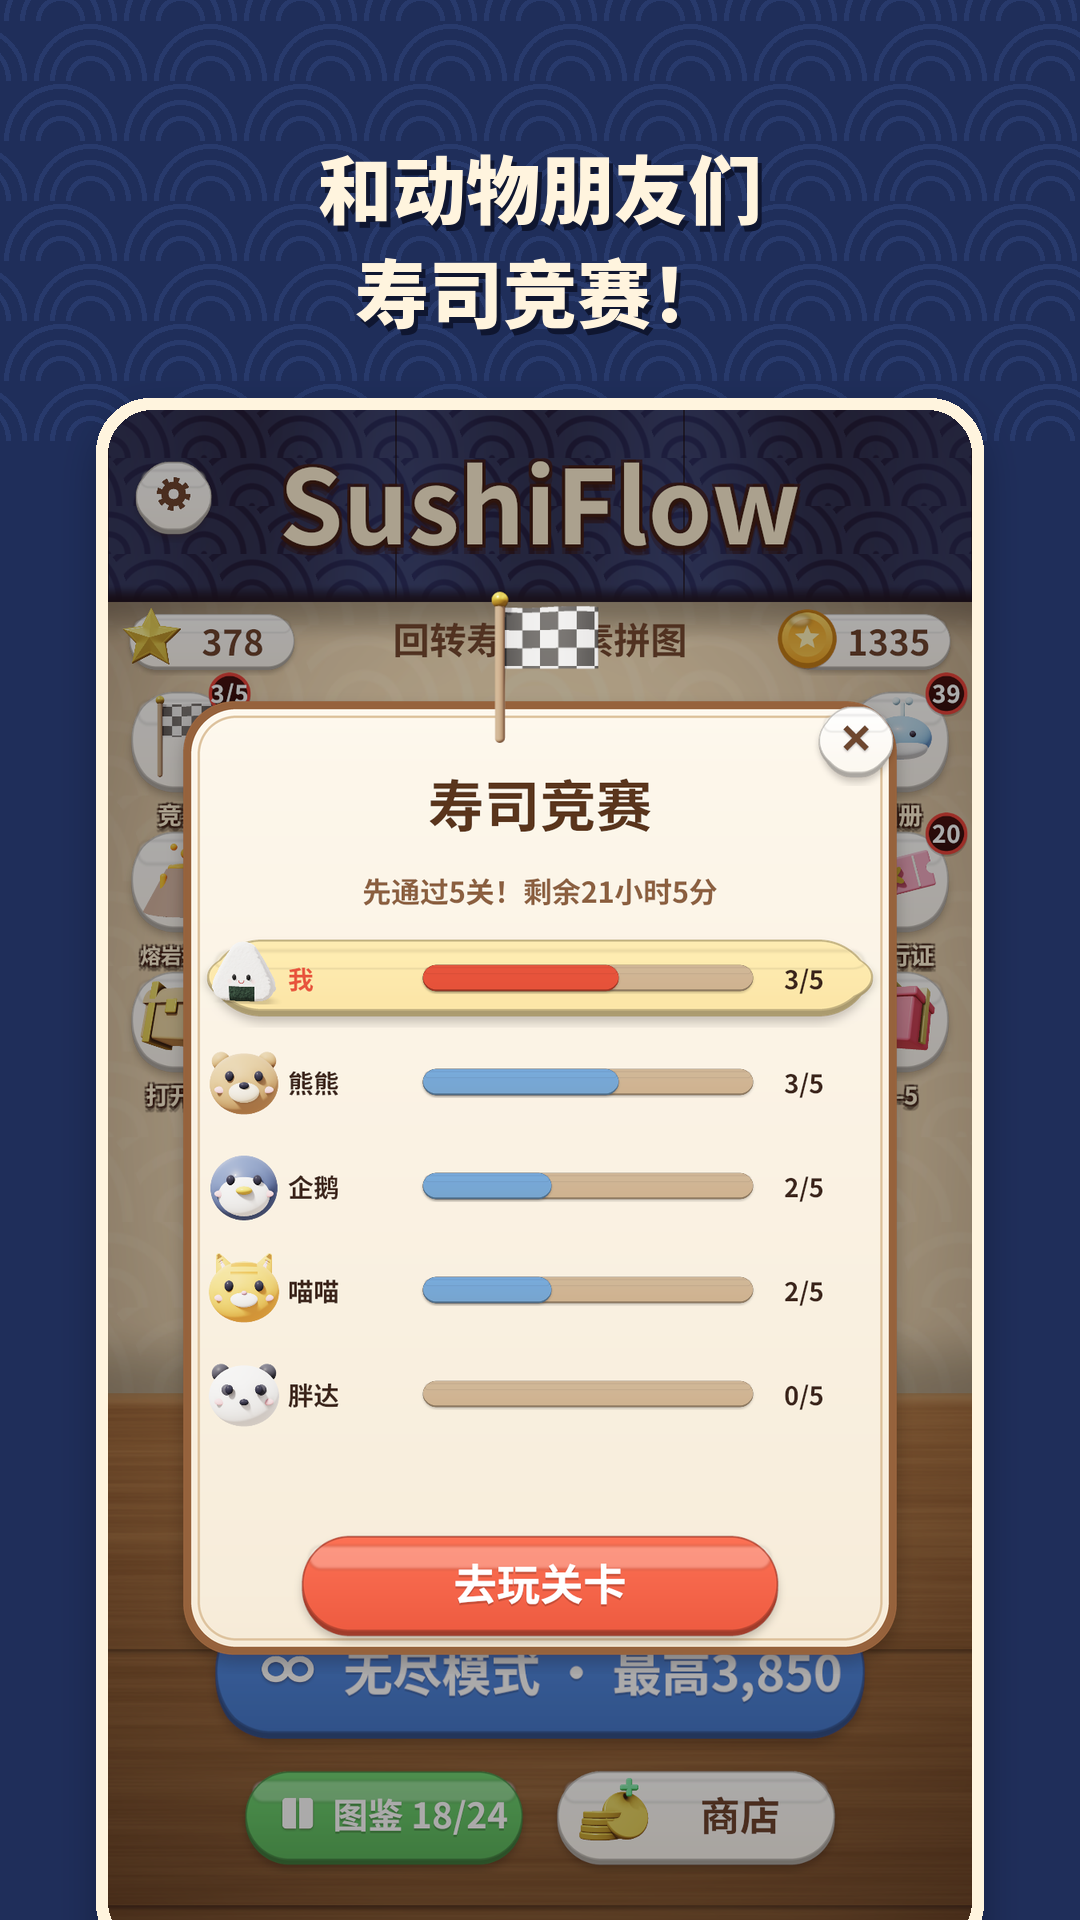 和动物朋友们
寿司竞赛！
SushiFlow
378
回转寿
素拼图
1335
3/5
39
寿司竞赛
竞
册
20
先通过5关！剩余21小时5分
熔岩
行证
我
3/5
熊熊
3/5
打开
-5
企鹅
2/5
喵喵
2/5
胖达
0/5
去玩关卡
无尽模式 · 最高3,850
图鉴 18/24
商店